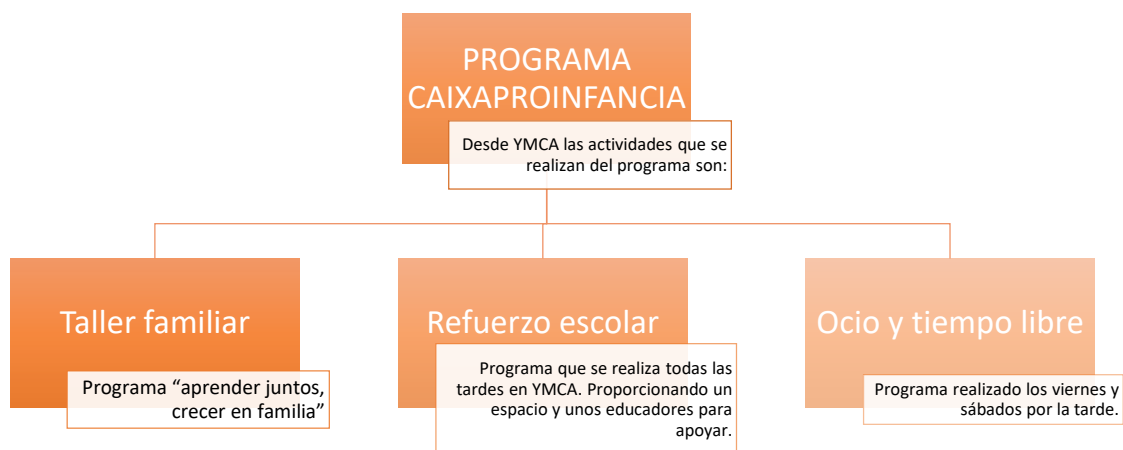 PROGRAMA
CAIXAPROINFANCIA
Desde YMCA las actividades que se
realizan del programa son:
Taller familiar
Programa “aprender juntos,
crecer en familia”
Refuerzo escolar
Programa que se realiza todas las
tardes en YMCA. Proporcionando un
espacio y unos educadores para
apoyar.
Ocio y tiempo libre
Programa realizado los viernes y
sábados por la tarde.